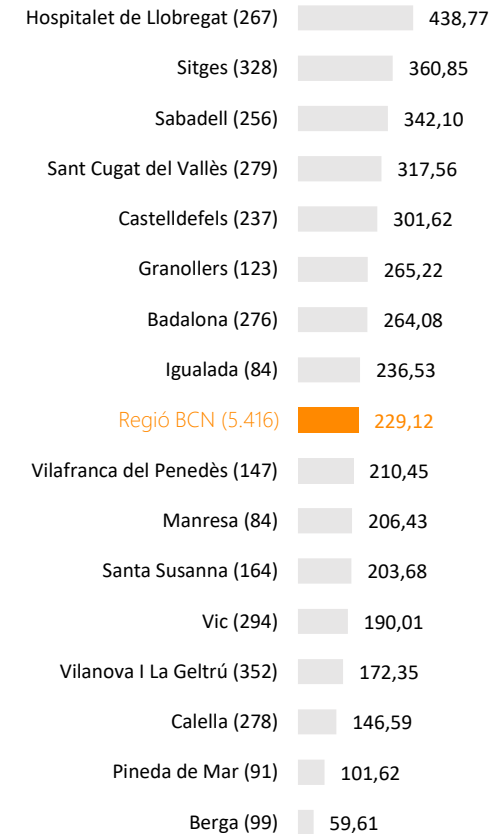 Hospitalet de Llobregat (267) 438,77
Sitges (328) 360,85
Sabadell (256) 342,10
Sant Cugat del Vallès (279) 317,56
Castelldefels (237) 301,62
Granollers (123) 265,22
Badalona (276) 264,08
Igualada (84) 236,53
Regió BCN (5.416) 229,12
Vilafranca del Penedès (147) 210,45
Manresa (84) 206,43
Santa Susanna (164) 203,68
Vic (294) 190,01
Vilanova I La Geltrú (352) 172,35
Calella (278) 146,59
Pineda de Mar (91) 101,62
Berga (99) 59,61